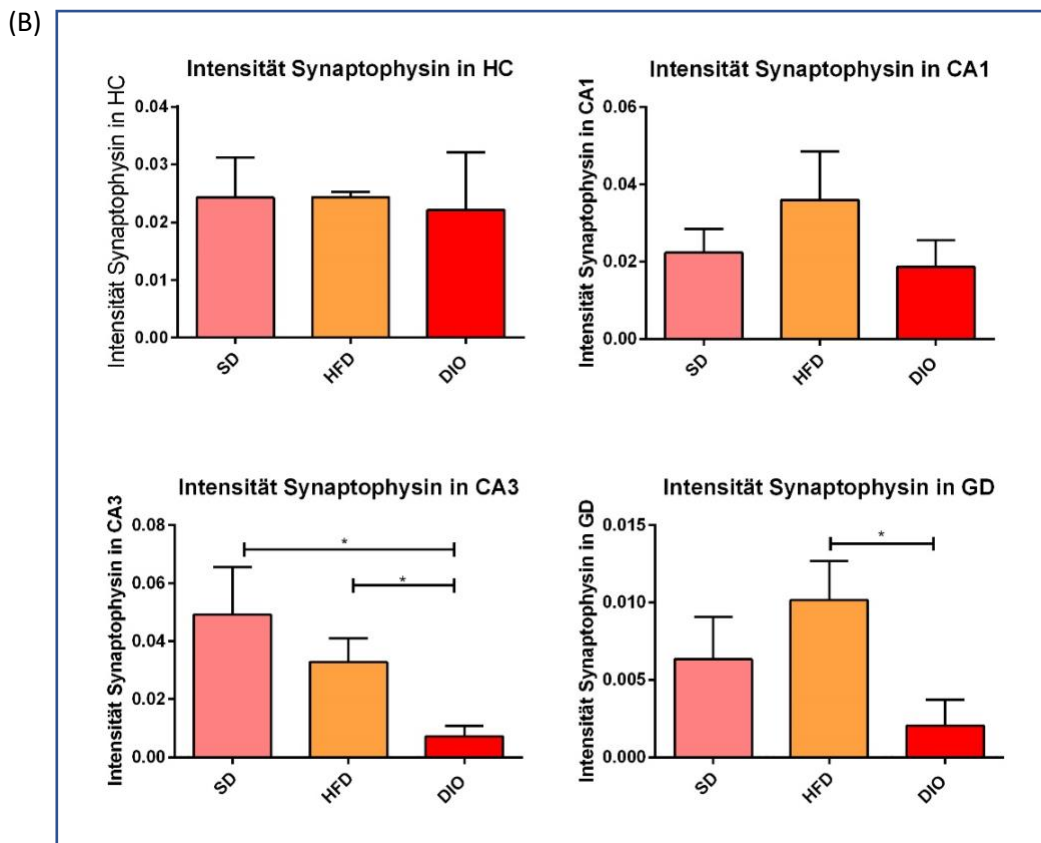 (B)
Intensität Synaptophysin in HC
Intensität Synaptophysin in HC
0.04
0.03
0.02
0.01
0.00
SD
HFD
DIO
Intensität Synaptophysin in CA1
Intensität Synaptophysin in CA1
0.06
0.04
0.02
0.00
SD
HFD
DIO
Intensität Synaptophysin in CA3
Intensität Synaptophysin in CA3
0.08
0.06
0.04
0.02
0.00
*
*
SD
HFD
DIO
Intensität Synaptophysin in GD
Intensität Synaptophysin in GD
0.015
0.010
0.005
0.000
*
SD
HFD
DIO